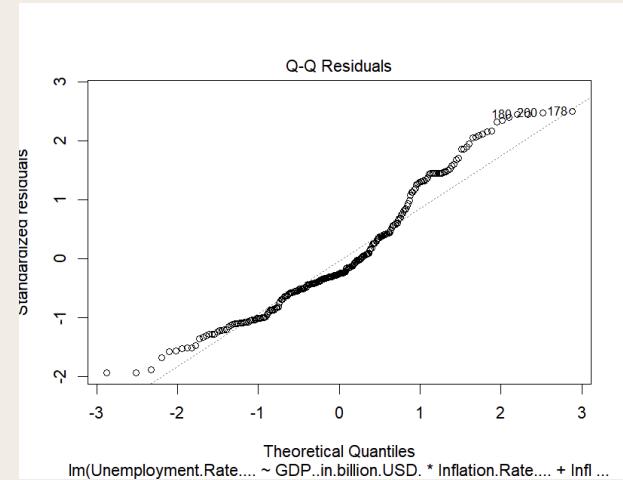 Q-Q Residuals
Standardized residuals
3
2
1
0
-1
-2
180 200 178
-3 -2 -1 0 1 2 3
Theoretical Quantiles
lm(Unemployment.Rate.... ~ GDP..in.billion.USD. * Inflation.Rate.... + Infl ...